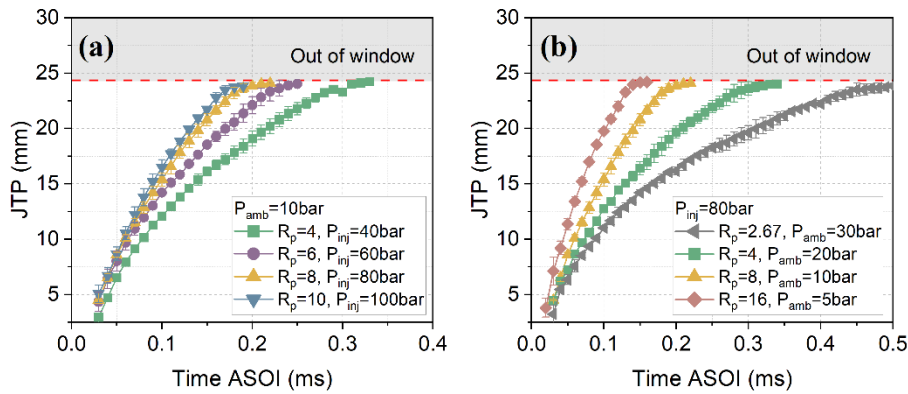 (a)
Out of window
P_amb=10bar
R_p=4, P_inj=40bar
R_p=6, P_inj=60bar
R_p=8, P_inj=80bar
R_p=10, P_inj=100bar
JTP (mm)
30
25
20
15
10
5
0.0 0.1 0.2 0.3 0.4
Time ASOI (ms)
(b)
Out of window
P_inj=80bar
R_p=2.67, P_amb=30bar
R_p=4, P_amb=20bar
R_p=8, P_amb=10bar
R_p=16, P_amb=5bar
JTP (mm)
30
25
20
15
10
5
0.0 0.1 0.2 0.3 0.4 0.5
Time ASOI (ms)